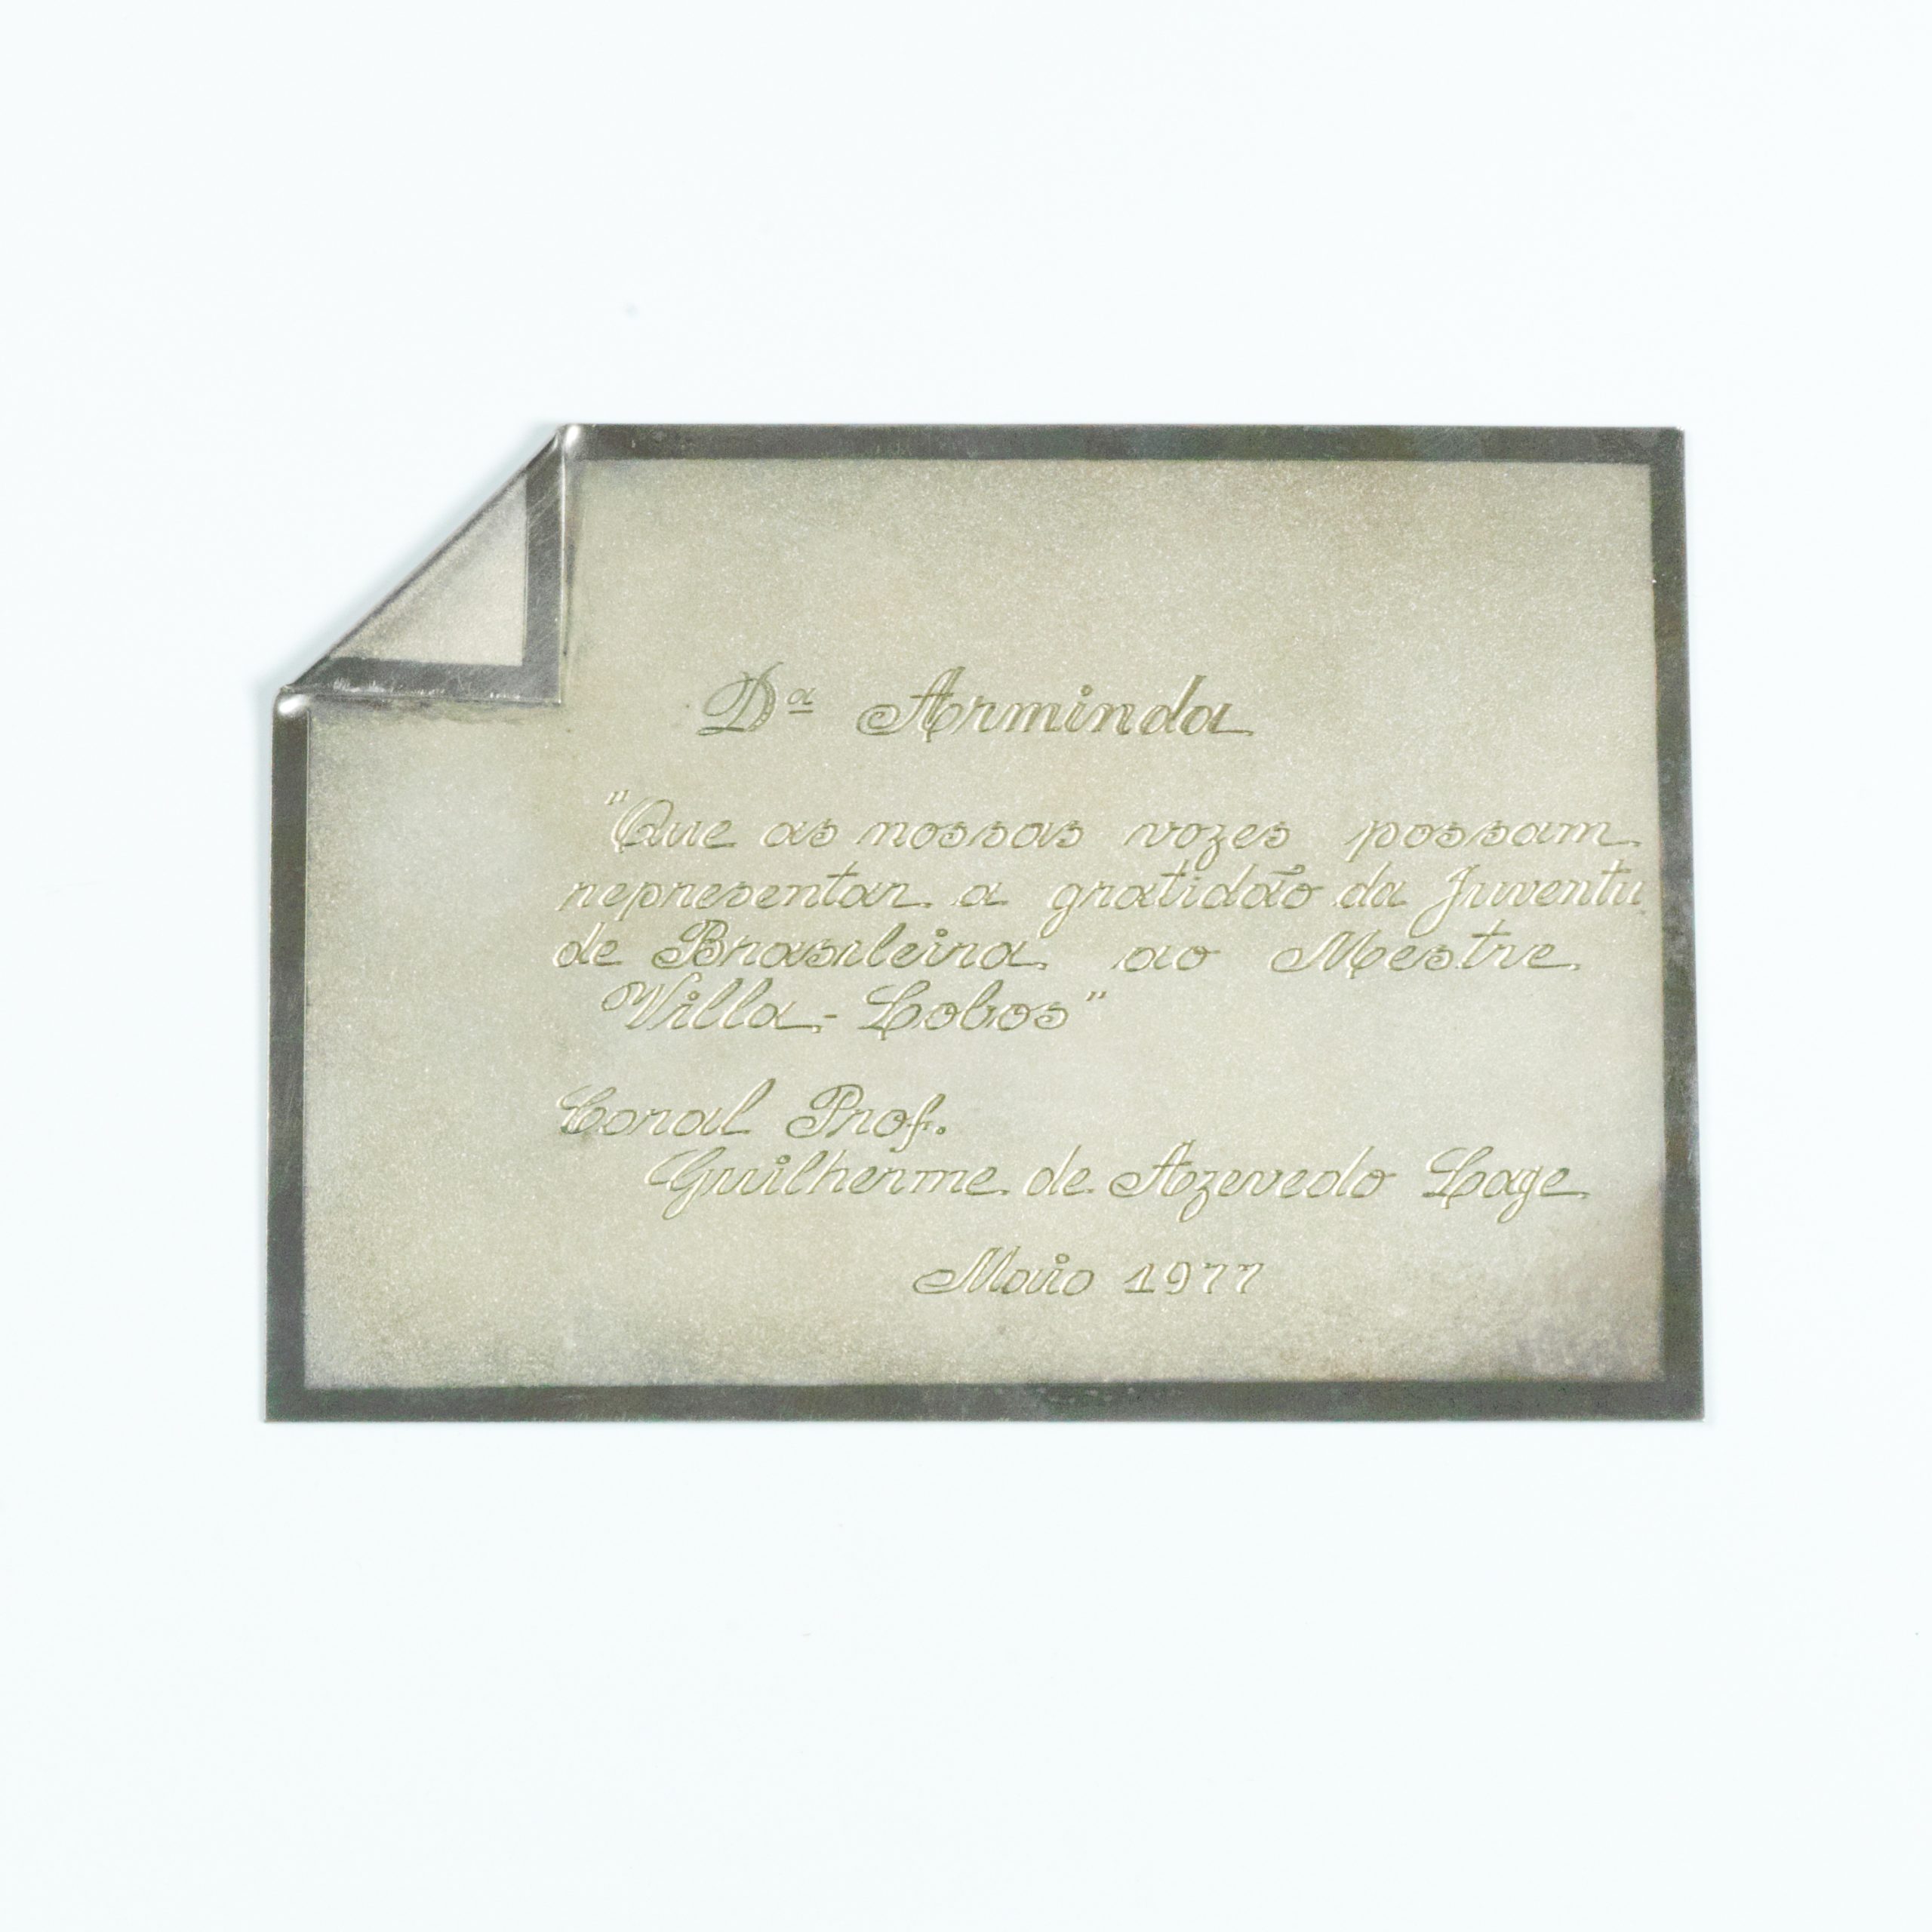 Dª Arminda
"Que as nossas vozes possam
representar a gratidão da Juventu
de Brasileira ao Mestre
Villa-Lobos"
Coral Prof.
Guilherme de Azevedo Lage
Maio 1977